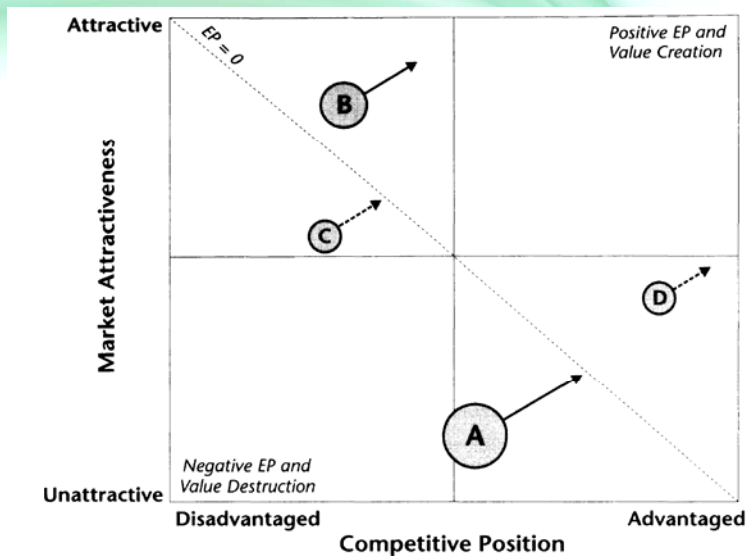 Attractive
EP = 0
Positive EP and
Value Creation
B
Market Attractiveness
C
D
A
Negative EP and
Value Destruction
Unattractive
Disadvantaged
Advantaged
Competitive Position